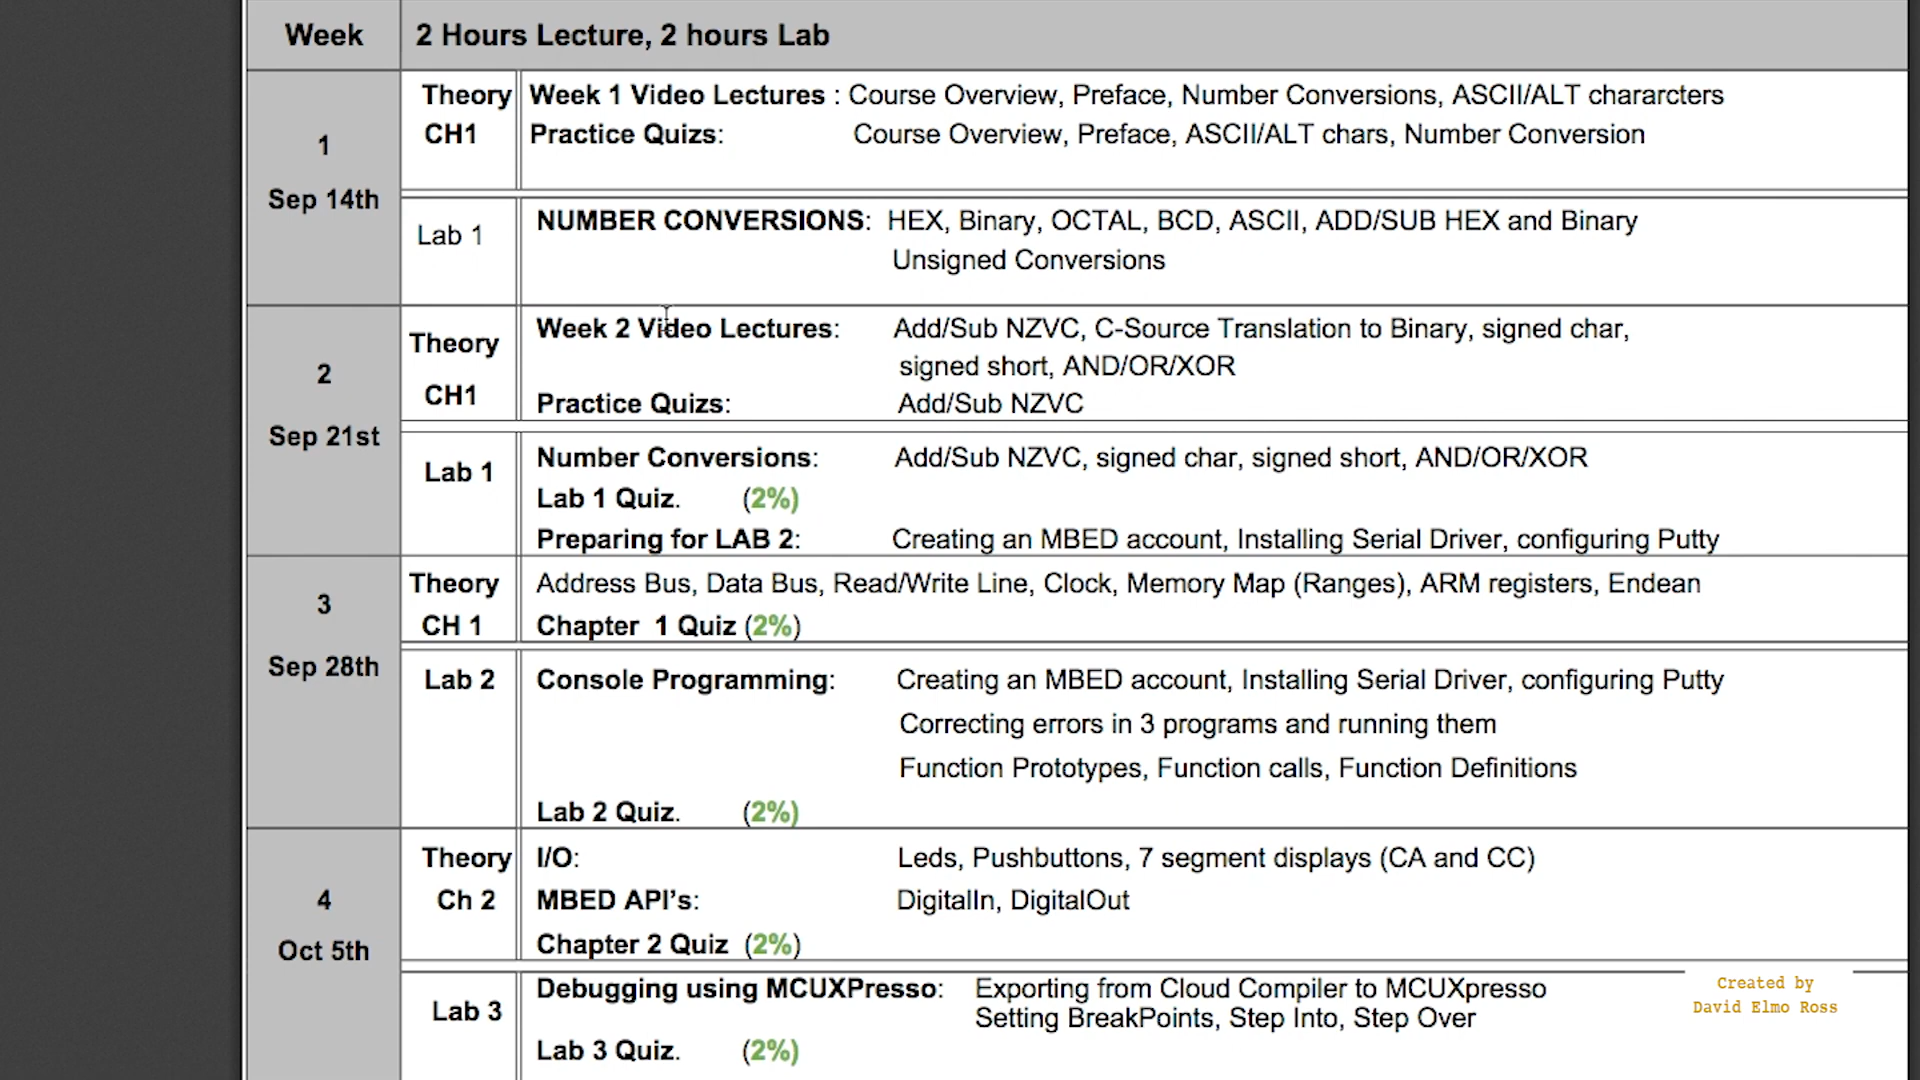 Week 2 Hours Lecture, 2 hours Lab
1
Sep 14th
Theory
CH1
Week 1 Video Lectures : Course Overview, Preface, Number Conversions, ASCII/ALT chararcters
Practice Quizs: Course Overview, Preface, ASCII/ALT chars, Number Conversion
Lab 1
NUMBER CONVERSIONS: HEX, Binary, OCTAL, BCD, ASCII, ADD/SUB HEX and Binary
Unsigned Conversions
2
Sep 21st
Theory
CH1
Week 2 Video Lectures: Add/Sub NZVC, C-Source Translation to Binary, signed char,
signed short, AND/OR/XOR
Practice Quizs: Add/Sub NZVC
Lab 1
Number Conversions: Add/Sub NZVC, signed char, signed short, AND/OR/XOR
Lab 1 Quiz. (2%)
Preparing for LAB 2: Creating an MBED account, Installing Serial Driver, configuring Putty
3
Sep 28th
Theory
CH 1
Address Bus, Data Bus, Read/Write Line, Clock, Memory Map (Ranges), ARM registers, Endean
Chapter 1 Quiz (2%)
Lab 2
Console Programming: Creating an MBED account, Installing Serial Driver, configuring Putty
Correcting errors in 3 programs and running them
Function Prototypes, Function calls, Function Definitions
Lab 2 Quiz. (2%)
4
Oct 5th
Theory
Ch 2
I/O: Leds, Pushbuttons, 7 segment displays (CA and CC)
MBED API's: DigitalIn, DigitalOut
Chapter 2 Quiz (2%)
Lab 3
Debugging using MCUXPresso: Exporting from Cloud Compiler to MCUXpresso
Setting BreakPoints, Step Into, Step Over
Lab 3 Quiz. (2%)
Created by
David Elmo Ross